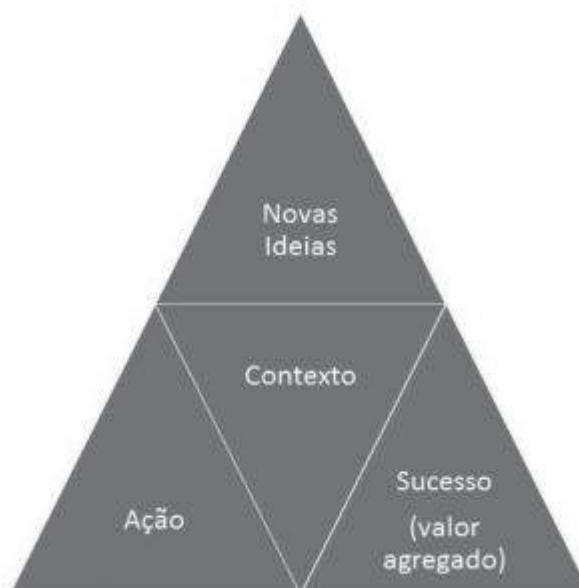 Novas
Ideias
Contexto
Ação
Sucesso
(valor
agregado)